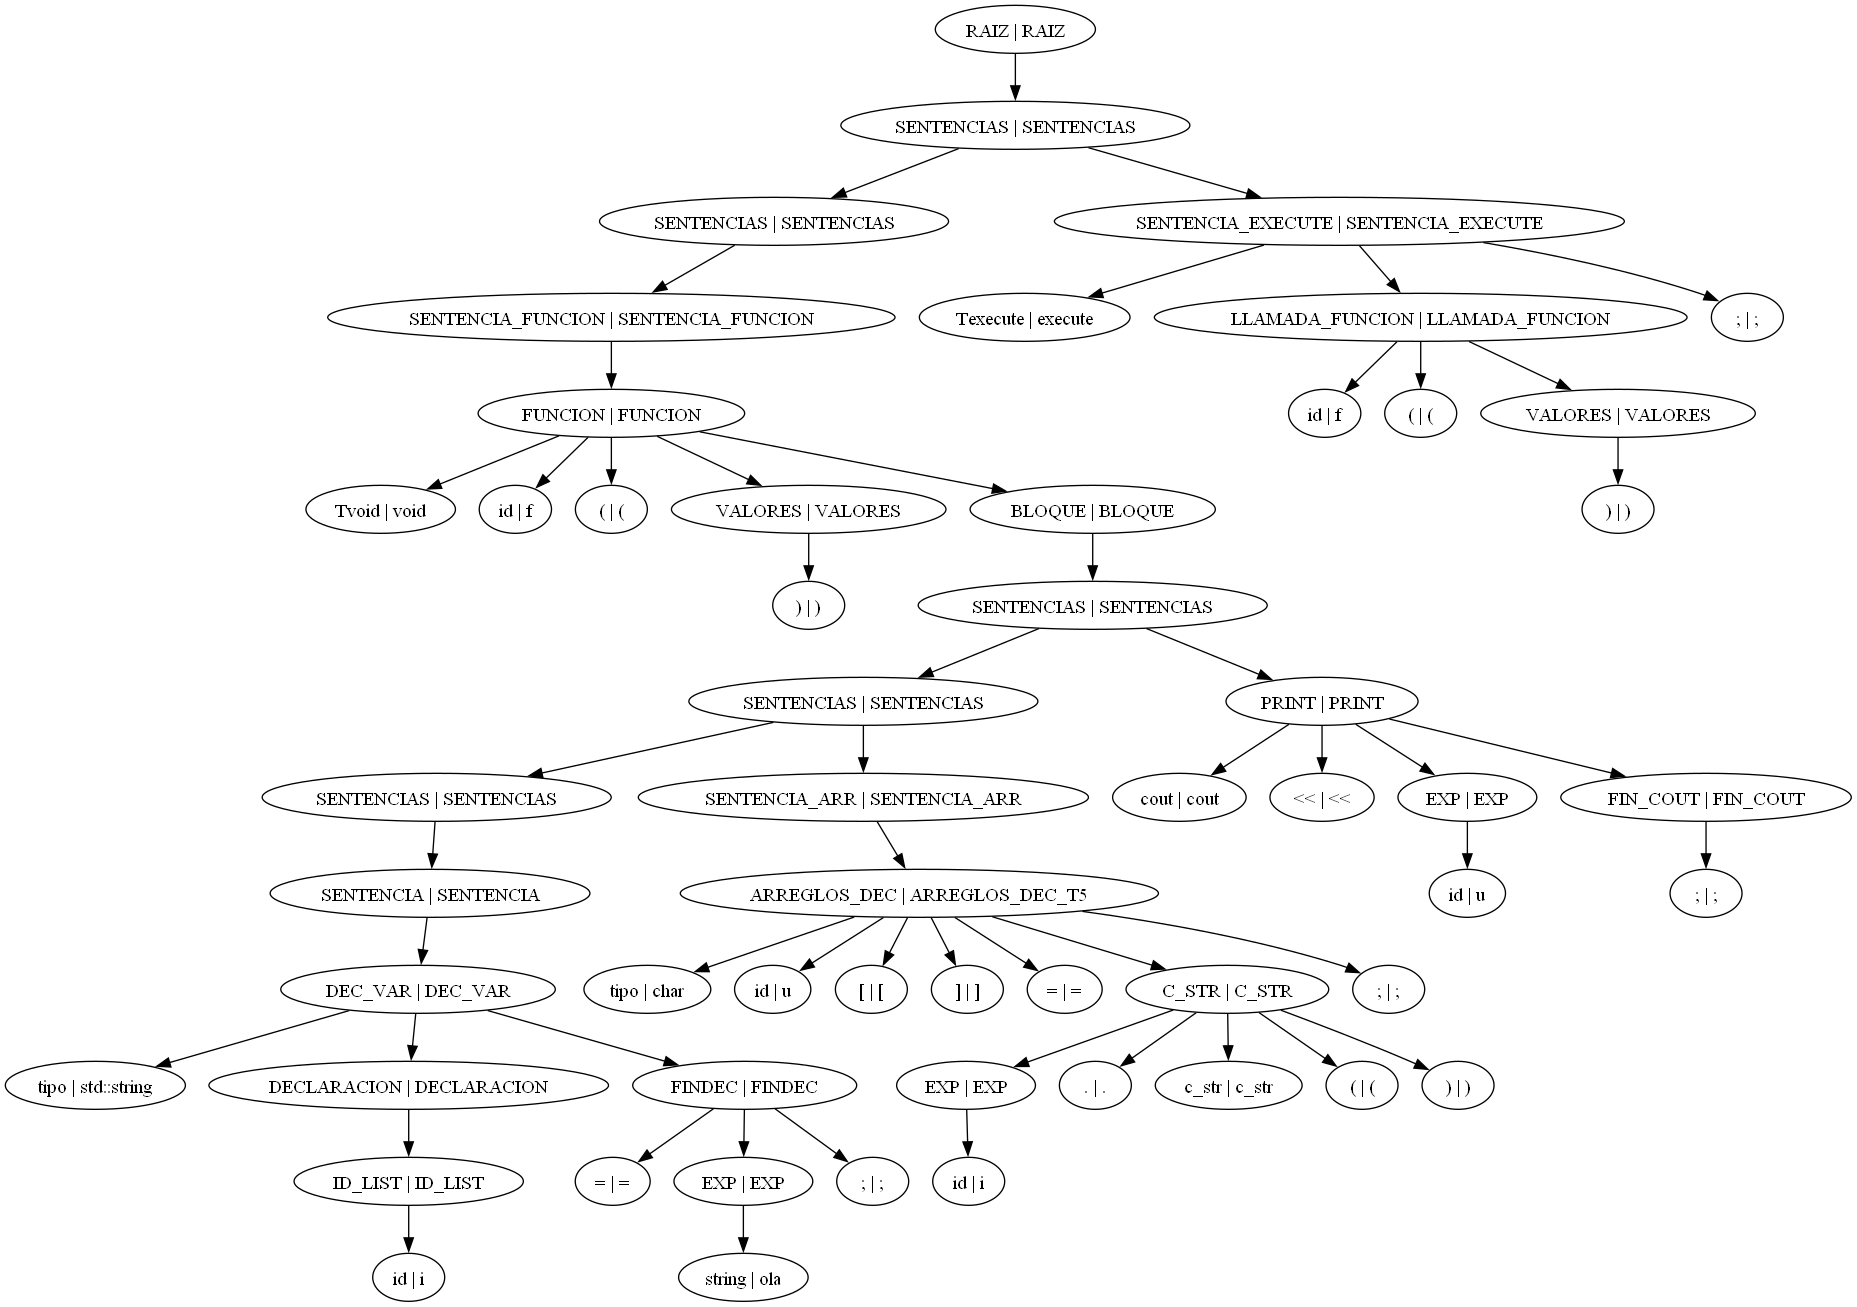 RAIZ | RAIZ
SENTENCIAS | SENTENCIAS
SENTENCIAS | SENTENCIAS
SENTENCIA_EXECUTE | SENTENCIA_EXECUTE
SENTENCIA_FUNCION | SENTENCIA_FUNCION
Texecute | execute
LLAMADA_FUNCION | LLAMADA_FUNCION
; | ;
FUNCION | FUNCION
id | f
( | (
VALORES | VALORES
Tvoid | void
id | f
( | (
VALORES | VALORES
BLOQUE | BLOQUE
) | )
) | )
SENTENCIAS | SENTENCIAS
SENTENCIAS | SENTENCIAS
PRINT | PRINT
SENTENCIAS | SENTENCIAS
SENTENCIA_ARR | SENTENCIA_ARR
cout | cout
<< | <<
EXP | EXP
FIN_COUT | FIN_COUT
SENTENCIA | SENTENCIA
ARREGLOS_DEC | ARREGLOS_DEC_T5
id | u
; | ;
DEC_VAR | DEC_VAR
tipo | char
id | u
[ | [
] | ]
= | =
C_STR | C_STR
; | ;
tipo | std::string
DECLARACION | DECLARACION
FINDEC | FINDEC
EXP | EXP
. | .
c_str | c_str
( | (
) | )
ID_LIST | ID_LIST
= | =
EXP | EXP
; | ;
id | i
id | i
string | ola